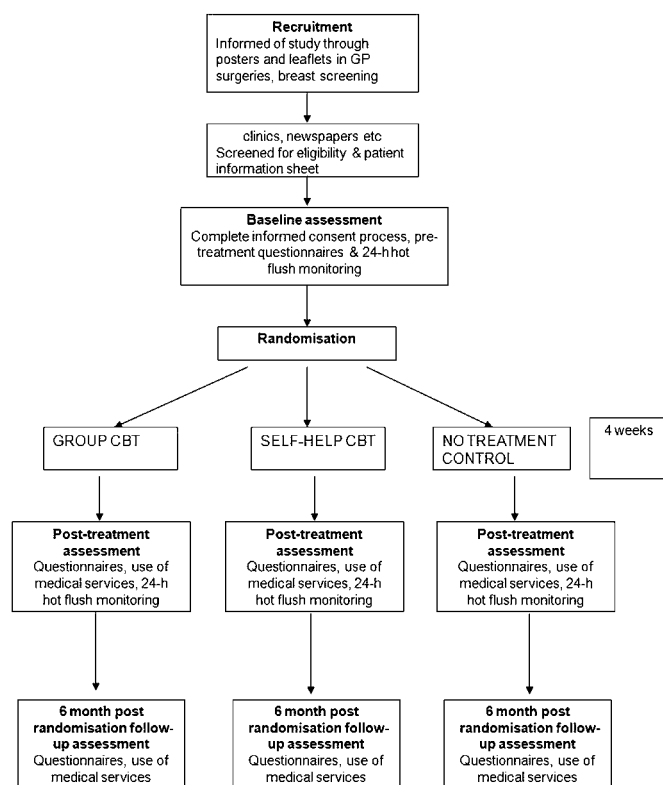 Recruitment
Informed of study through
posters and leaflets in GP
surgeries, breast screening
clinics, newspapers etc
Screened for eligibility & patient
information sheet
Baseline assessment
Complete informed consent process, pre-
treatment questionnaires & 24-h hot
flush monitoring
Randomisation
GROUP CBT
SELF-HELP CBT
NO TREATMENT
CONTROL
4 weeks
Post-treatment
assessment
Questionnaires, use of
medical services, 24-h
hot flush monitoring
Post-treatment
assessment
Questionnaires, use of
medical services, 24-h
hot flush monitoring
Post-treatment
assessment
Questionnaires, use of
medical services, 24-h
hot flush monitoring
6 month post
randomisation follow-
up assessment
Questionnaires, use of
medical services
6 month post
randomisation follow-
up assessment
Questionnaires, use of
medical services
6 month post
randomisation follow-
up assessment
Questionnaires, use of
medical services